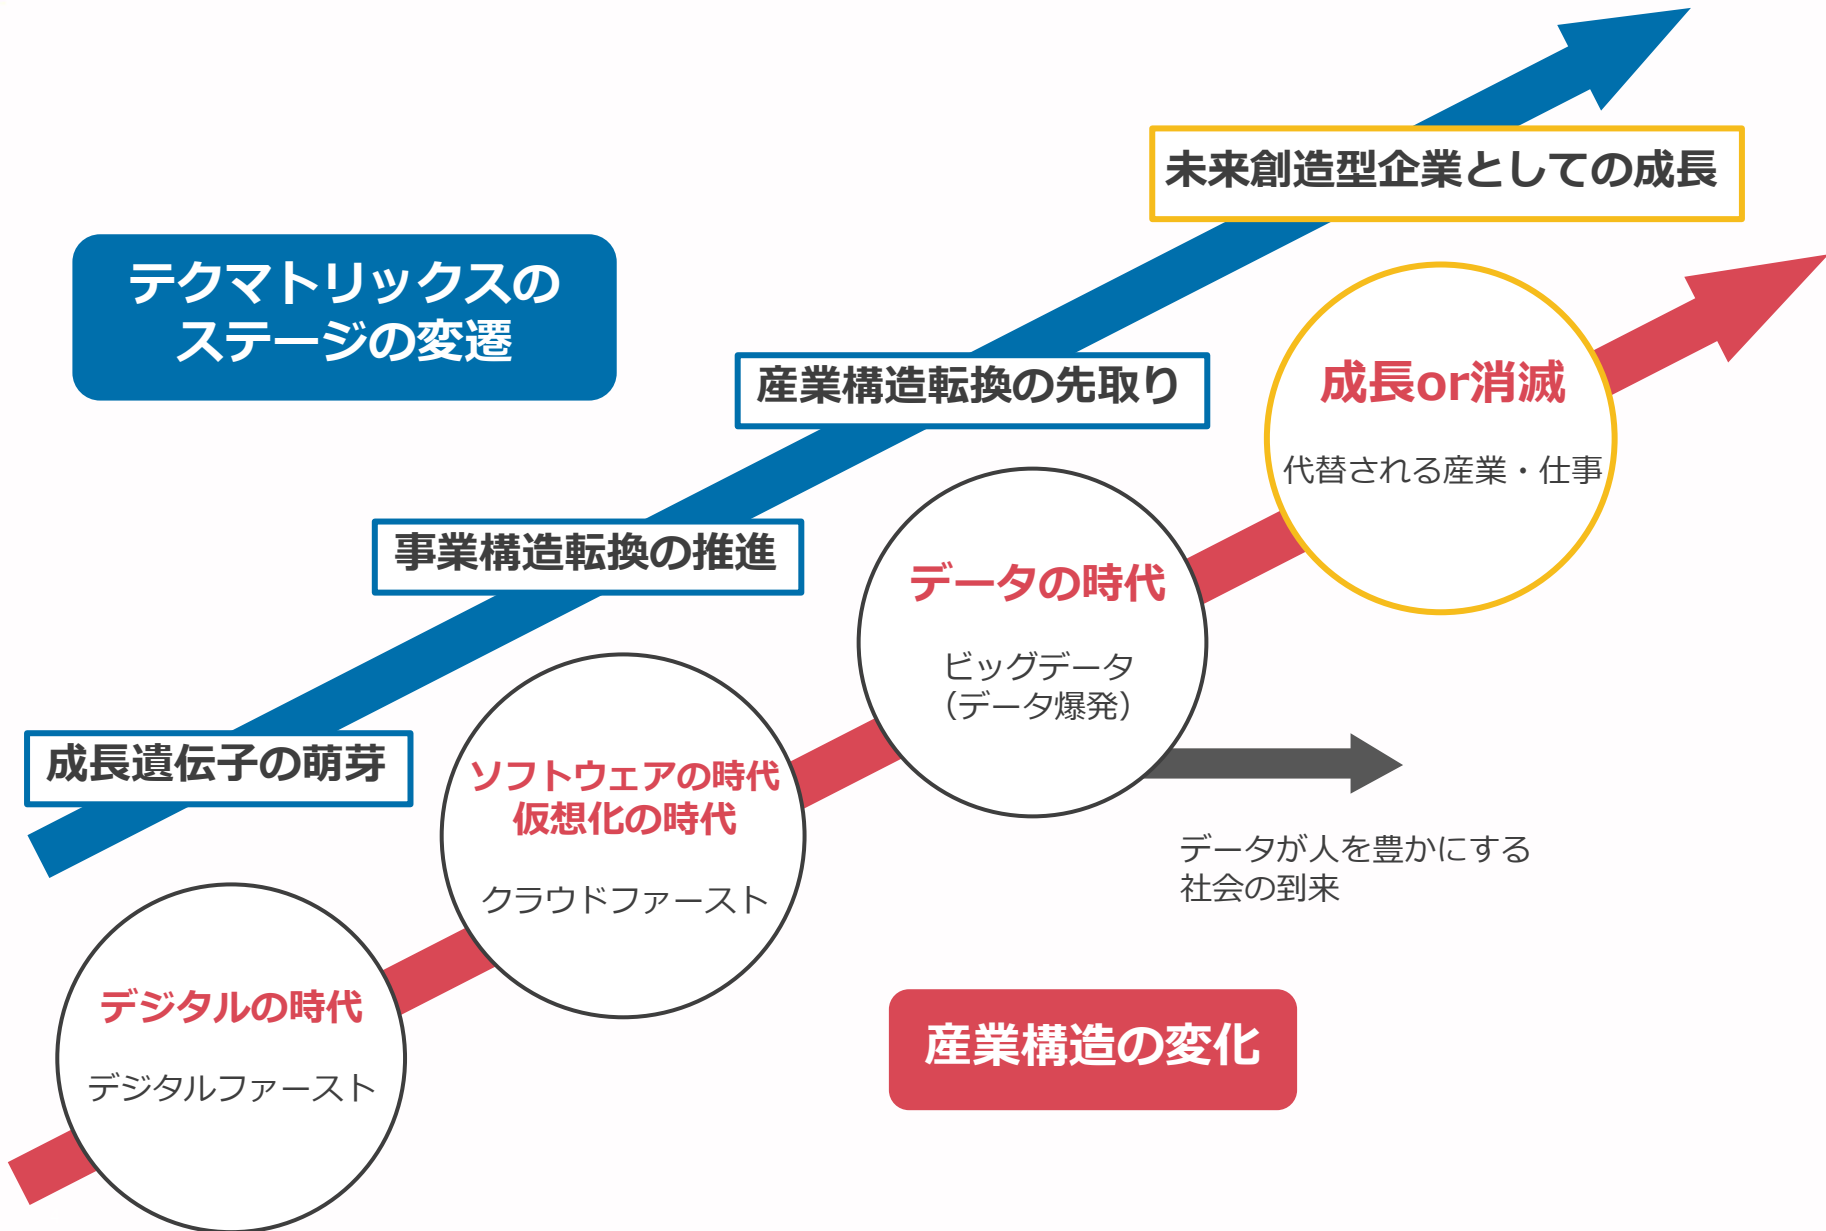 未来創造型企業としての成長
テクマトリックスの
ステージの変遷
産業構造転換の先取り
成長or消滅
代替される産業・仕事
事業構造転換の推進
データの時代
ビッグデータ
（データ爆発）
成長遺伝子の萌芽
ソフトウェアの時代
仮想化の時代
クラウドファースト
データが人を豊かにする
社会の到来
デジタルの時代
デジタルファースト
産業構造の変化